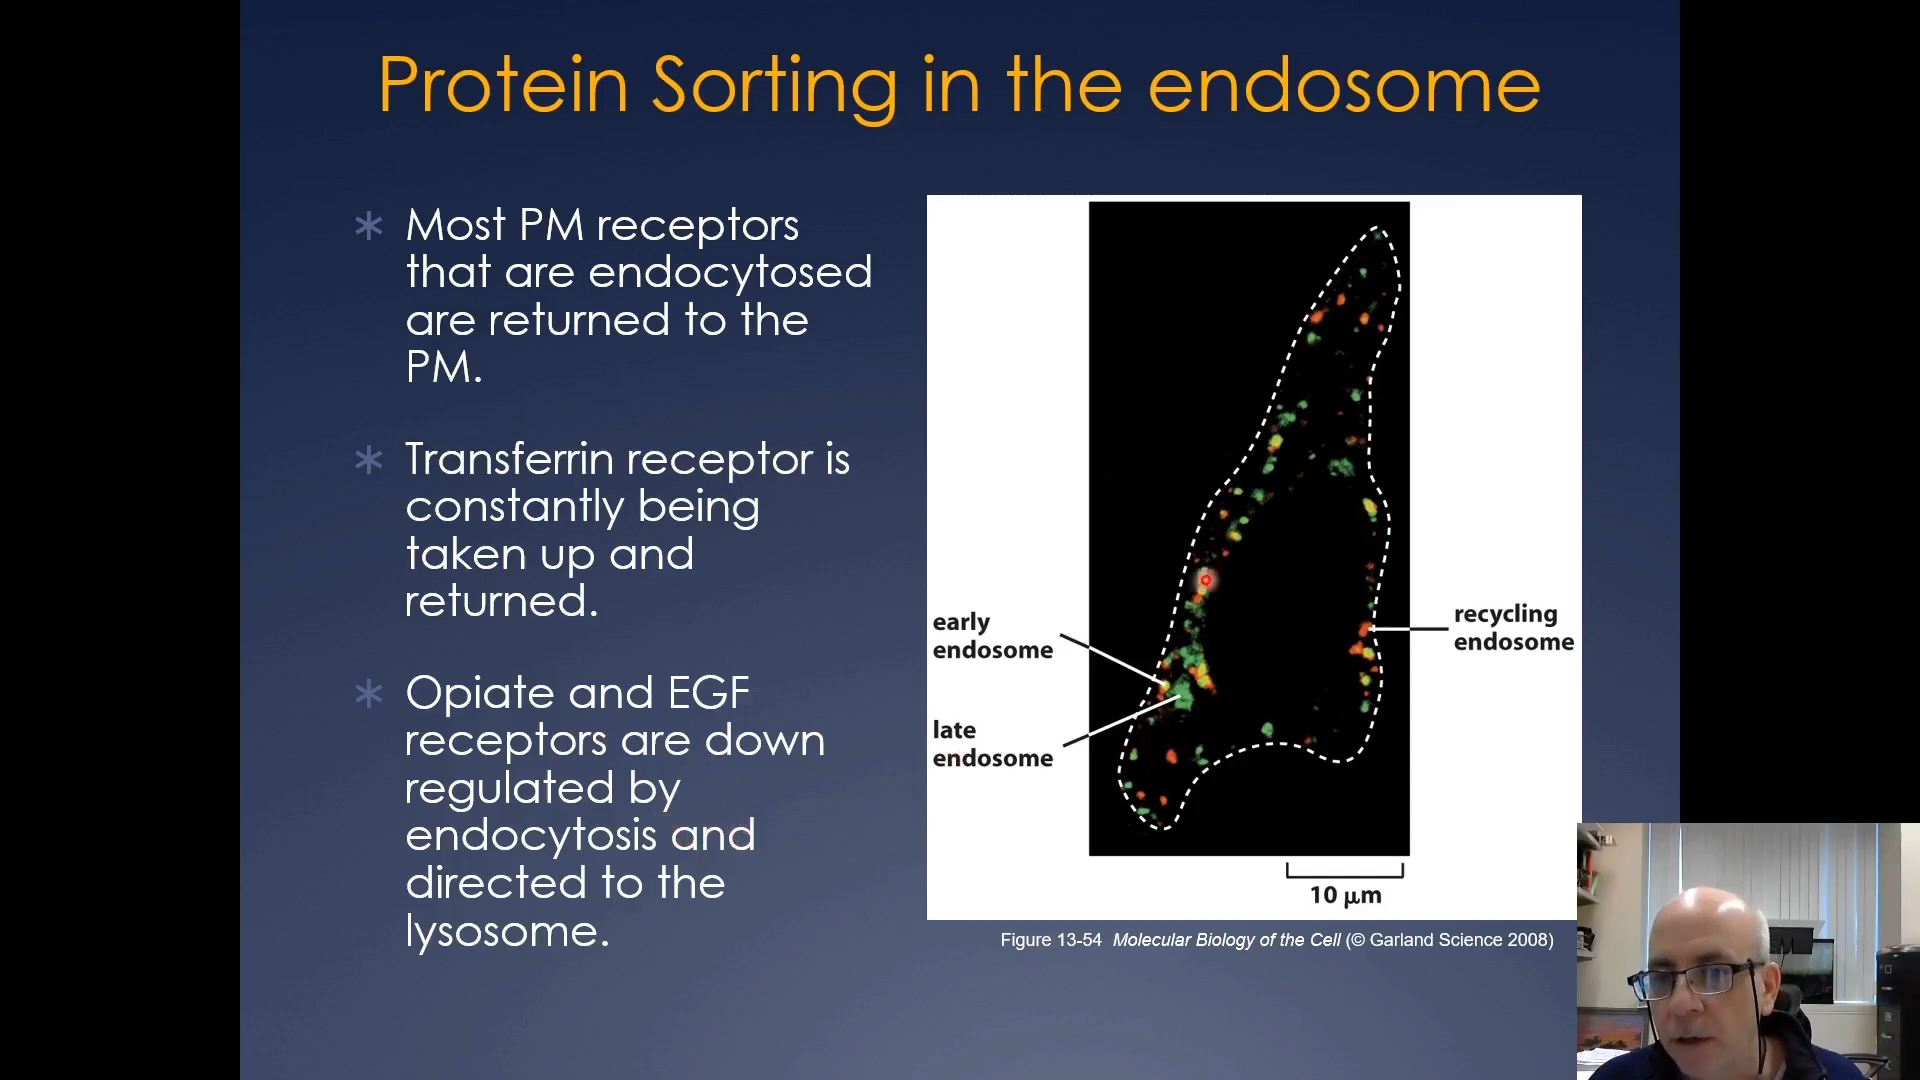 Protein Sorting in the endosome
* Most PM receptors
that are endocytosed
are returned to the
PM.
* Transferrin receptor is
constantly being
taken up and
returned.
* Opiate and EGF
receptors are down
regulated by
endocytosis and
directed to the
lysosome.
early
endosome
late
endosome
recycling
endosome
10 μm
Figure 13-54 Molecular Biology of the Cell (© Garland Science 2008)